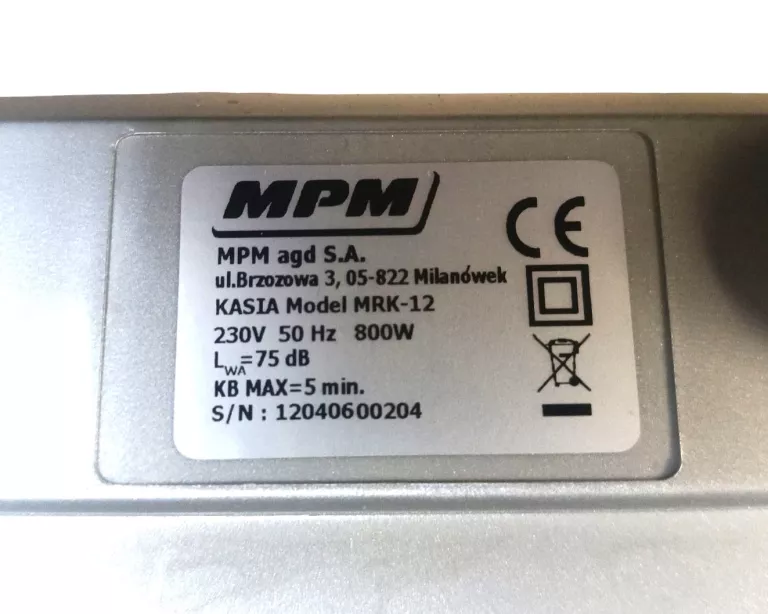 MPM
MPM agd S.A.
ul.Brzozowa 3, 05-822 Milanówek
KASIA Model MRK-12
230V 50 Hz 800W
LWA=75 dB
KB MAX=5 min.
S/N : 12040600204
CE